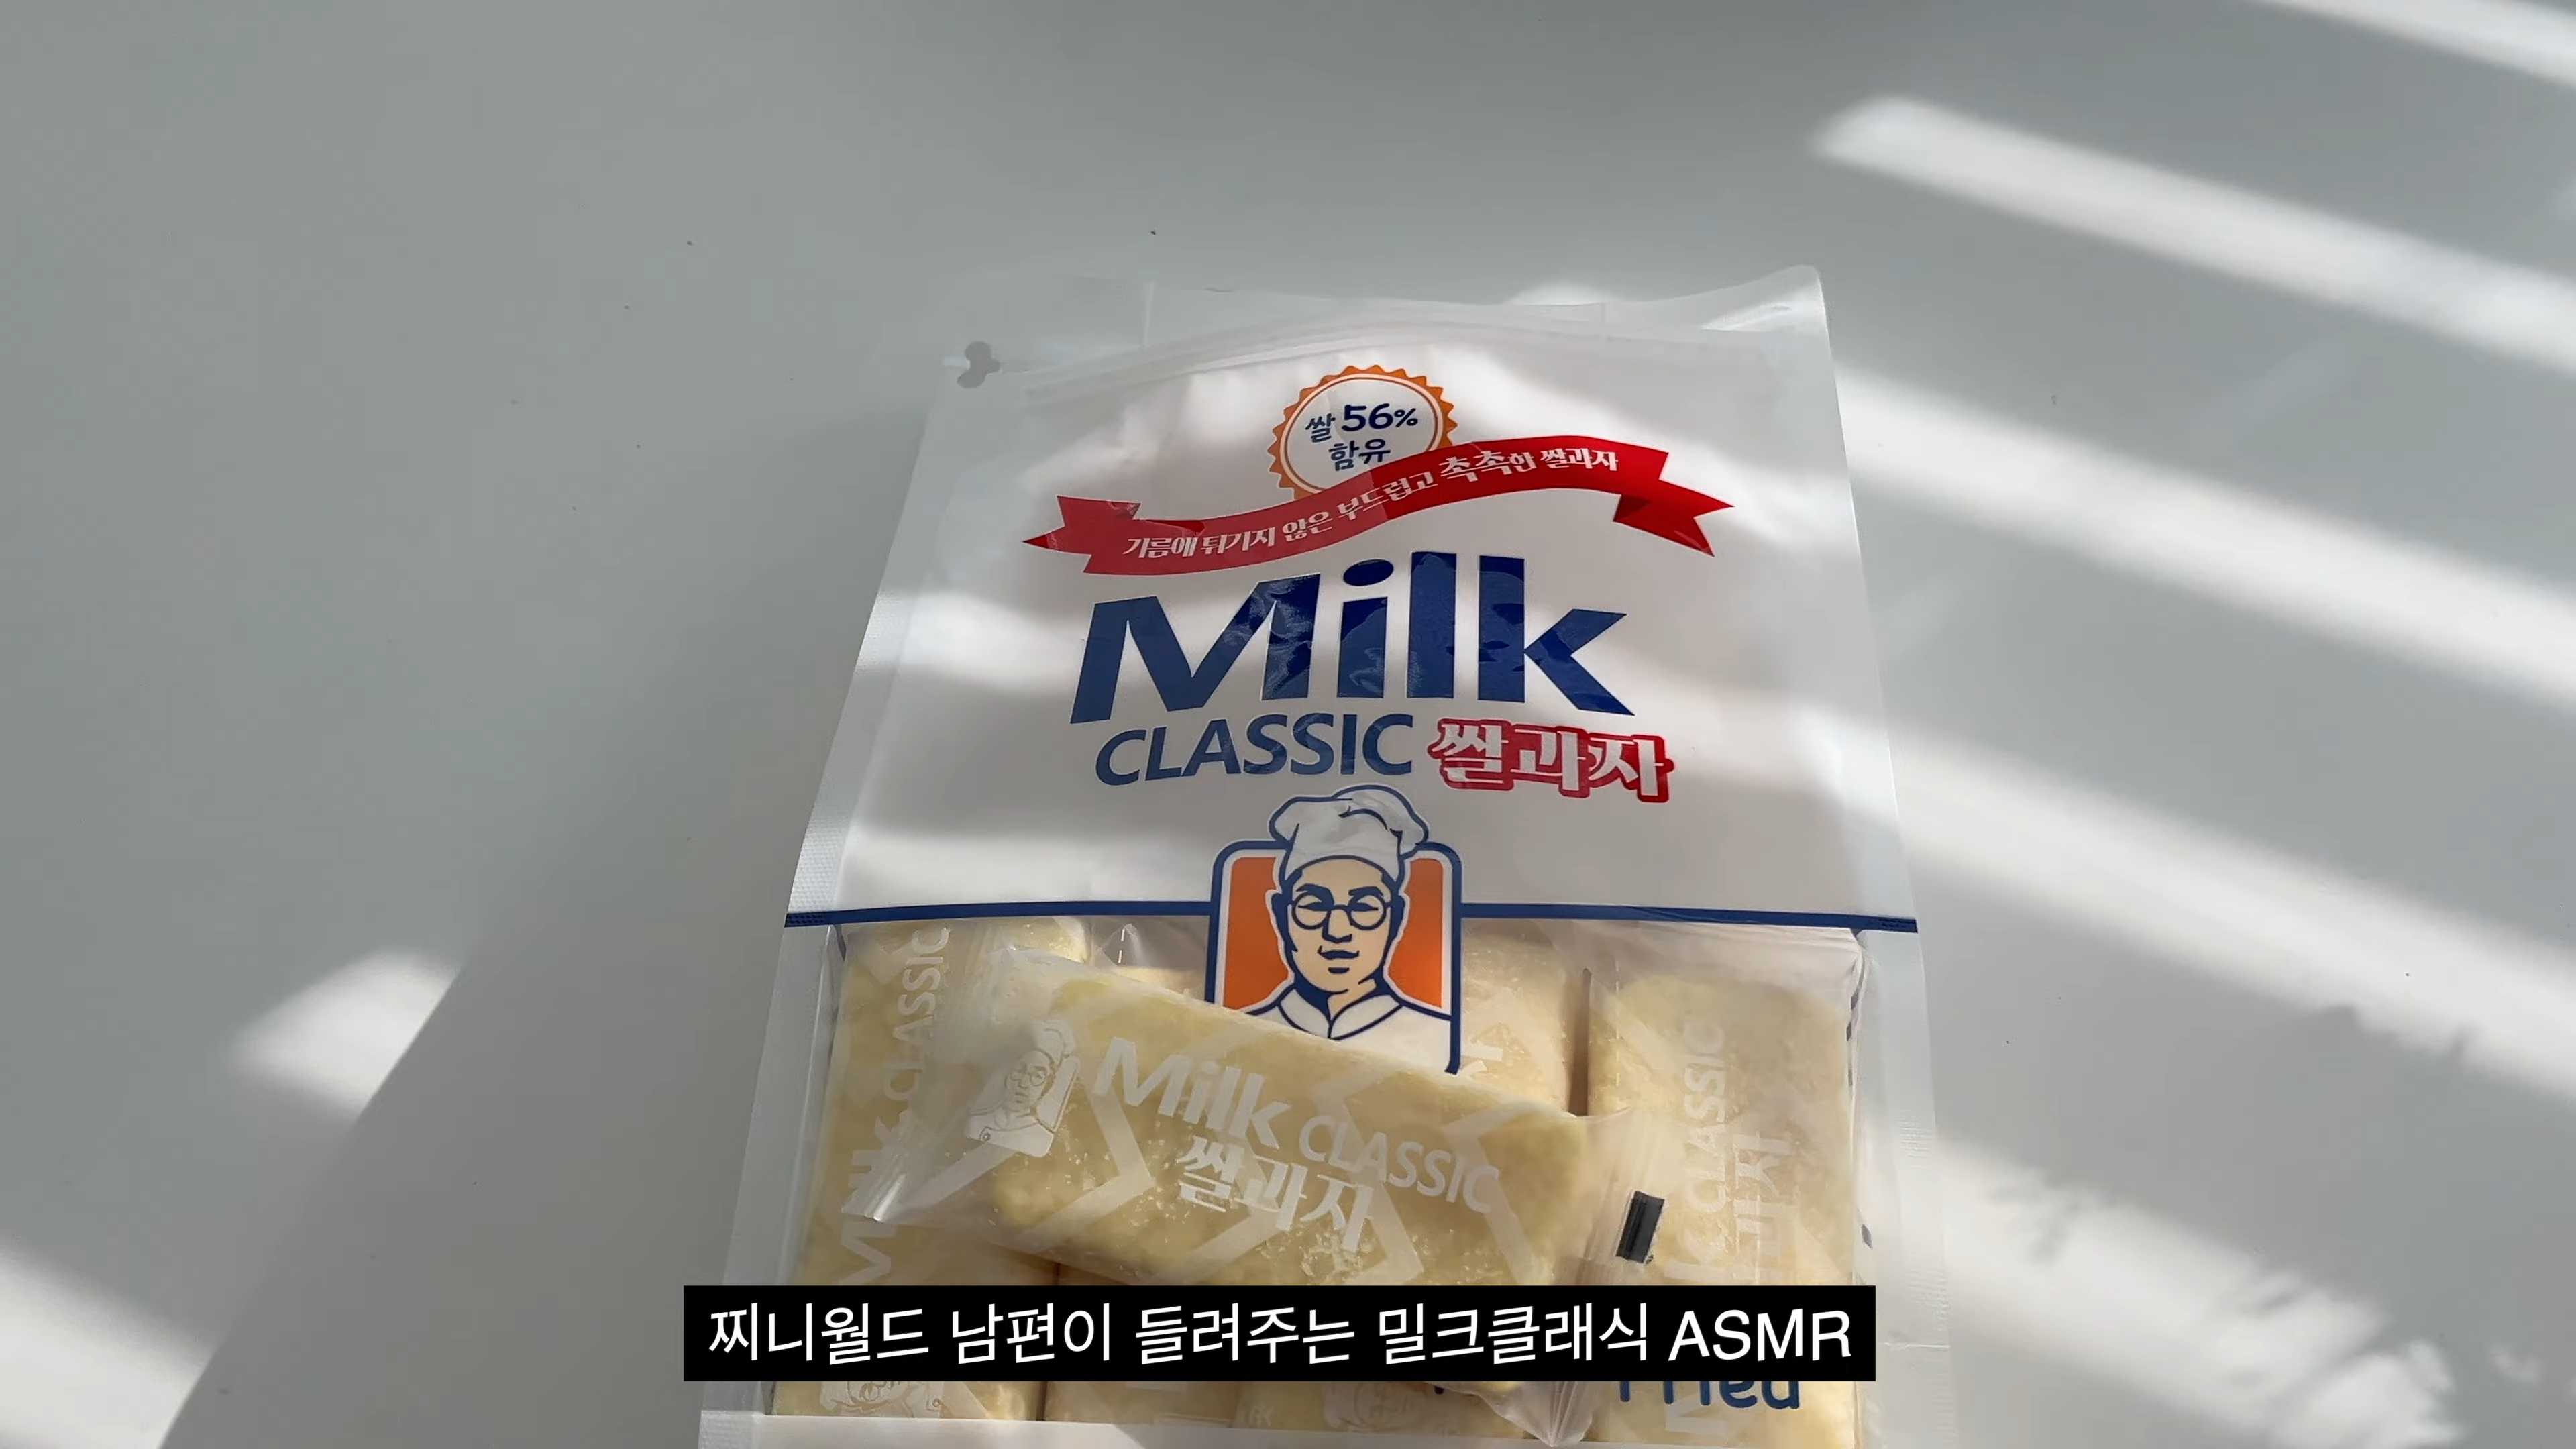 쌀 56%
함유
기름에 튀기지 않은 부드럽고 촉촉한 쌀과자
Milk
CLASSIC 쌀과자
CLASSIC
Milk CLASSIC
쌀과자
CLASSIC
찌니월드 남편이 들려주는 밀크클래식 ASMR